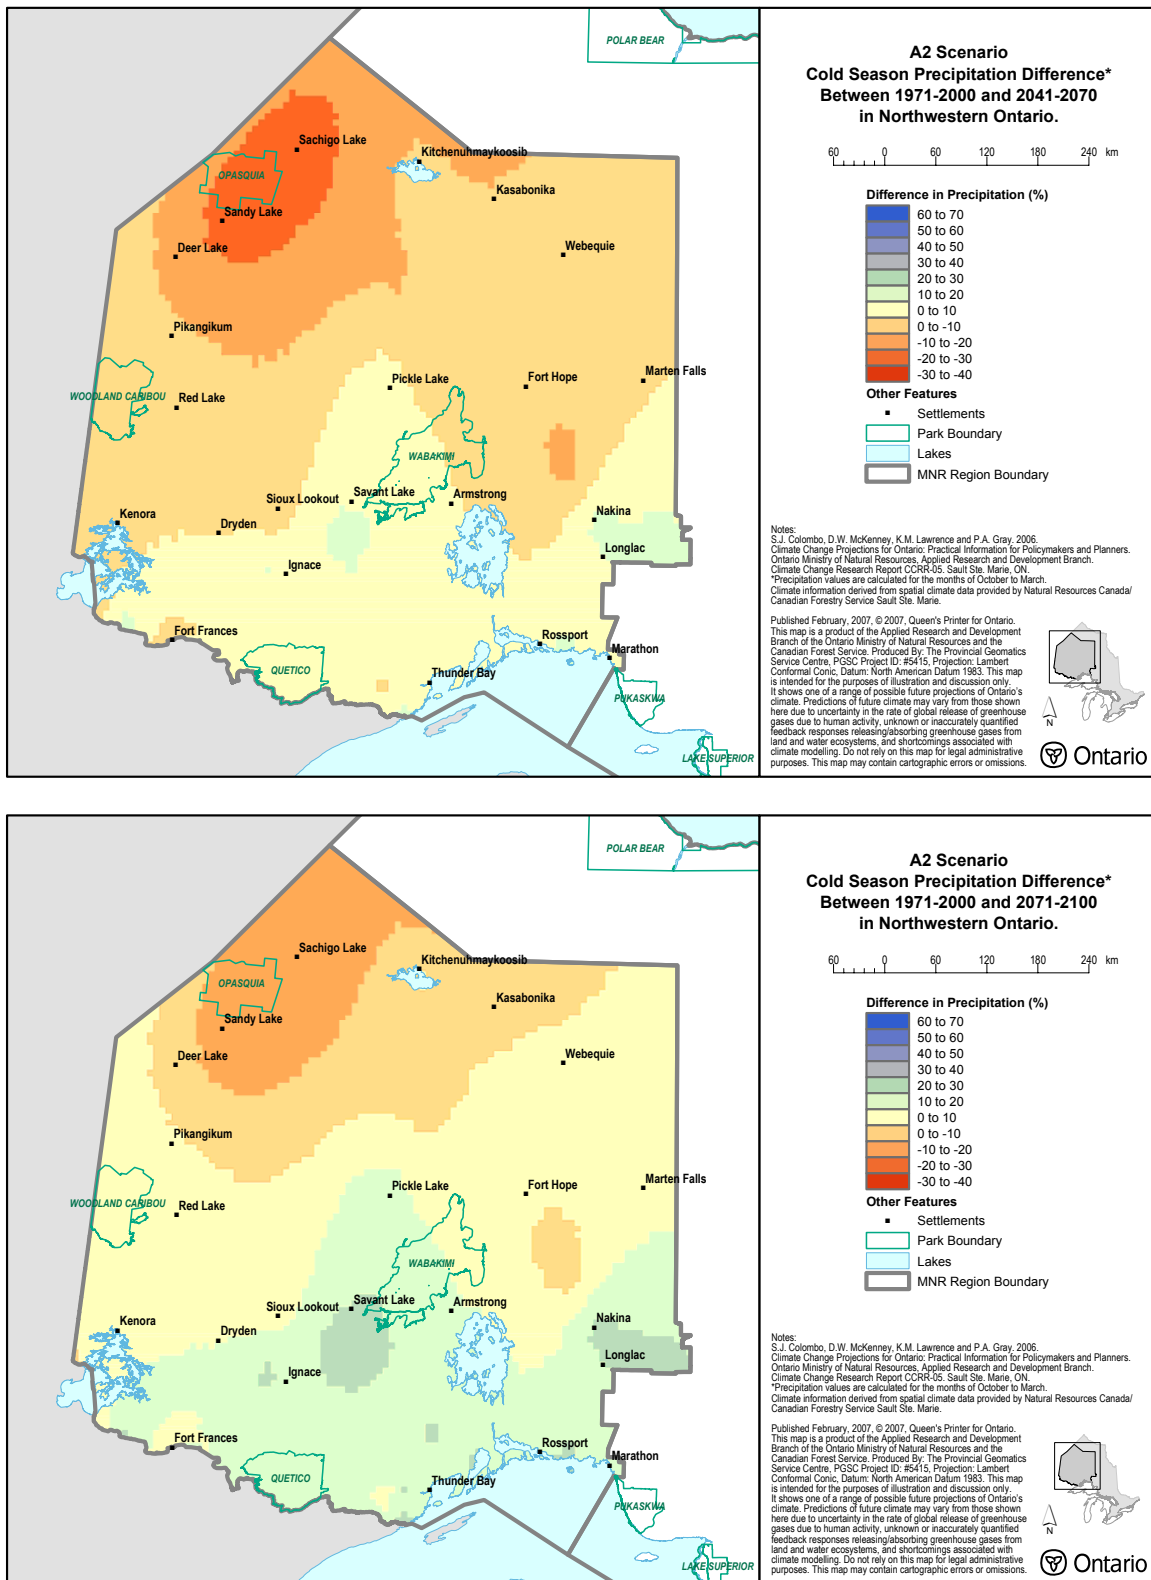 A2 Scenario
Cold Season Precipitation Difference*
Between 1971-2000 and 2041-2070
in Northwestern Ontario.
60 0 60 120 180 240 km
Difference in Precipitation (%)
60 to 70
50 to 60
40 to 50
30 to 40
20 to 30
10 to 20
0 to 10
0 to -10
-10 to -20
-20 to -30
-30 to -40
Other Features
Settlements
Park Boundary
Lakes
MNR Region Boundary
Notes:
S.J. Colombo, D.W. McKenney, K.M. Lawrence and P.A. Gray. 2006.
Climate Change Projections for Ontario: Practical Information for Policymakers and Planners.
Ontario Ministry of Natural Resources, Applied Research and Development Branch.
Climate Change Research Report CCRR-05. Sault Ste. Marie, ON.
*Precipitation values are calculated for the months of October to March.
Climate information derived from spatial climate data provided by Natural Resources Canada/
Canadian Forestry Service Sault Ste. Marie.
Published February, 2007, © 2007, Queen's Printer for Ontario.
This map is a product of the Applied Research and Development
Branch of the Ontario Ministry of Natural Resources and the
Canadian Forest Service. Produced By: The Provincial Geomatics
Service Centre, PGSC Project ID: #5415, Projection: Lambert
Conformal Conic, Datum: North American Datum 1983. This map
is intended for the purposes of illustration and discussion only.
It shows one of a range of possible future projections of Ontario's
climate. Predictions of future climate may vary from those shown
here due to uncertainty in the rate of global release of greenhouse
gases due to human activity, unknown or inaccurately quantified
feedback responses releasing/absorbing greenhouse gases from
land and water ecosystems, and shortcomings associated with
climate modelling. Do not rely on this map for legal administrative
purposes. This map may contain cartographic errors or omissions.
N
Ontario
POLAR BEAR
Sachigo Lake
Kitchenuhmaykoosib
OPASQUIA
Kasabonika
Sandy Lake
Deer Lake
Webequie
Pikangikum
Marten Falls
Pickle Lake
Fort Hope
WOODLAND CARIBOU
Red Lake
WABAKIMI
Sioux Lookout
Savant Lake
Armstrong
Kenora
Dryden
Nakina
Longlac
Ignace
Fort Frances
Rossport
Marathon
QUETICO
Thunder Bay
PUKASKWA
LAKE SUPERIOR
A2 Scenario
Cold Season Precipitation Difference*
Between 1971-2000 and 2071-2100
in Northwestern Ontario.
60 0 60 120 180 240 km
Difference in Precipitation (%)
60 to 70
50 to 60
40 to 50
30 to 40
20 to 30
10 to 20
0 to 10
0 to -10
-10 to -20
-20 to -30
-30 to -40
Other Features
Settlements
Park Boundary
Lakes
MNR Region Boundary
Notes:
S.J. Colombo, D.W. McKenney, K.M. Lawrence and P.A. Gray. 2006.
Climate Change Projections for Ontario: Practical Information for Policymakers and Planners.
Ontario Ministry of Natural Resources, Applied Research and Development Branch.
Climate Change Research Report CCRR-05. Sault Ste. Marie, ON.
*Precipitation values are calculated for the months of October to March.
Climate information derived from spatial climate data provided by Natural Resources Canada/
Canadian Forestry Service Sault Ste. Marie.
Published February, 2007, © 2007, Queen's Printer for Ontario.
This map is a product of the Applied Research and Development
Branch of the Ontario Ministry of Natural Resources and the
Canadian Forest Service. Produced By: The Provincial Geomatics
Service Centre, PGSC Project ID: #5415, Projection: Lambert
Conformal Conic, Datum: North American Datum 1983. This map
is intended for the purposes of illustration and discussion only.
It shows one of a range of possible future projections of Ontario's
climate. Predictions of future climate may vary from those shown
here due to uncertainty in the rate of global release of greenhouse
gases due to human activity, unknown or inaccurately quantified
feedback responses releasing/absorbing greenhouse gases from
land and water ecosystems, and shortcomings associated with
climate modelling. Do not rely on this map for legal administrative
purposes. This map may contain cartographic errors or omissions.
N
Ontario
POLAR BEAR
Sachigo Lake
Kitchenuhmaykoosib
OPASQUIA
Kasabonika
Sandy Lake
Deer Lake
Webequie
Pikangikum
Marten Falls
Pickle Lake
Fort Hope
WOODLAND CARIBOU
Red Lake
WABAKIMI
Sioux Lookout
Savant Lake
Armstrong
Kenora
Dryden
Nakina
Longlac
Ignace
Fort Frances
Rossport
Marathon
QUETICO
Thunder Bay
PUKASKWA
LAKE SUPERIOR